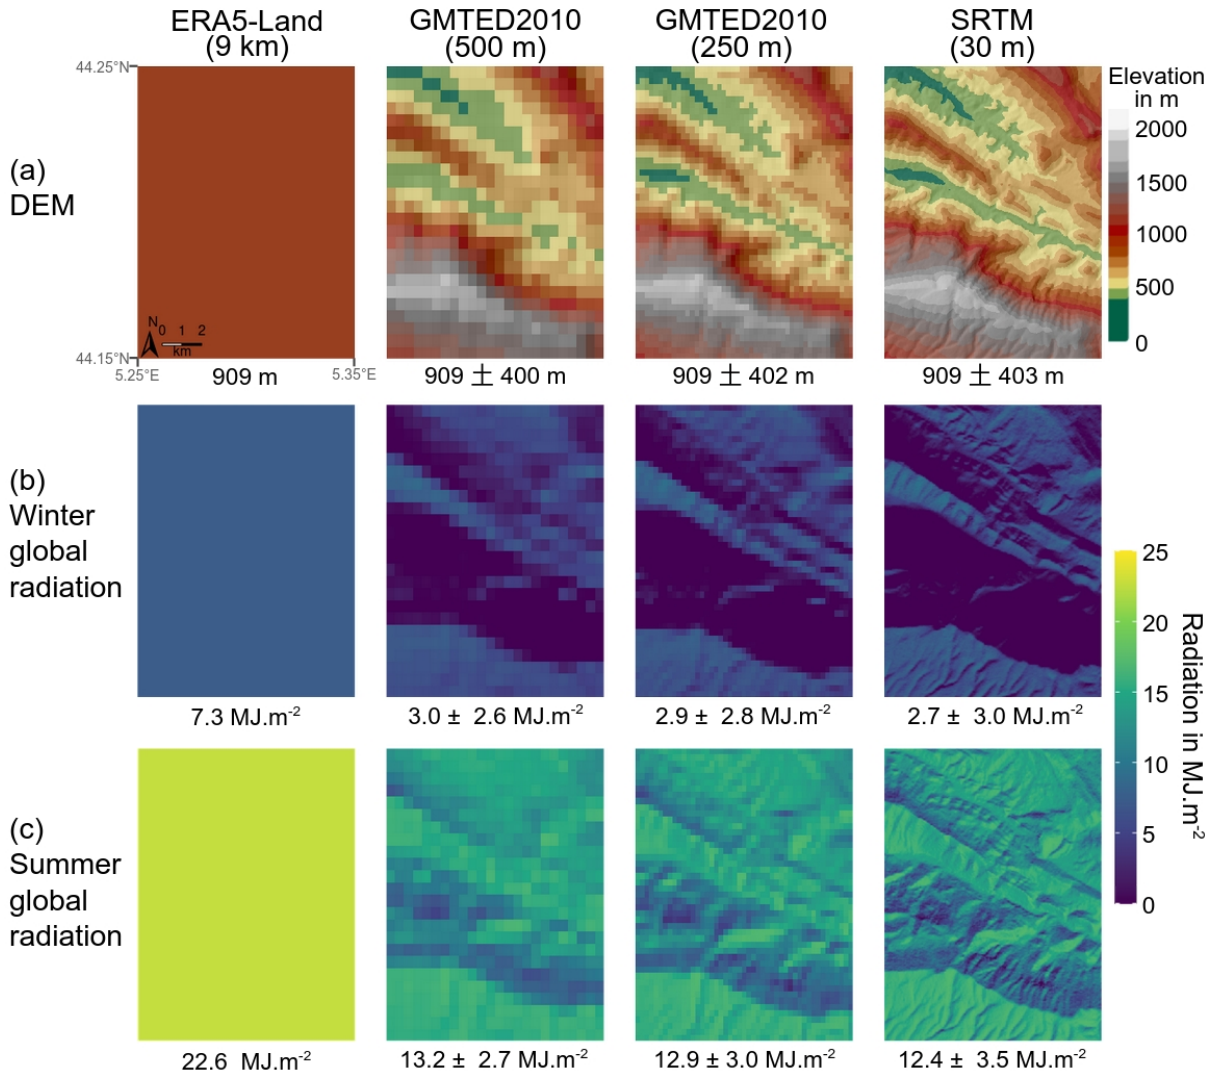 ERA5-Land
(9 km)
GMTED2010
(500 m)
GMTED2010
(250 m)
SRTM
(30 m)
(a)
DEM
44.25°N
44.15°N
5.25°E
5.35°E
N
0 1 2
km
909 m
909 ± 400 m
909 ± 402 m
909 ± 403 m
Elevation
in m
2000
1500
1000
500
0
(b)
Winter
global
radiation
7.3 MJ.m⁻²
3.0 ± 2.6 MJ.m⁻²
2.9 ± 2.8 MJ.m⁻²
2.7 ± 3.0 MJ.m⁻²
(c)
Summer
global
radiation
22.6 MJ.m⁻²
13.2 ± 2.7 MJ.m⁻²
12.9 ± 3.0 MJ.m⁻²
12.4 ± 3.5 MJ.m⁻²
25
20
15
10
5
0
Radiation in MJ.m⁻²